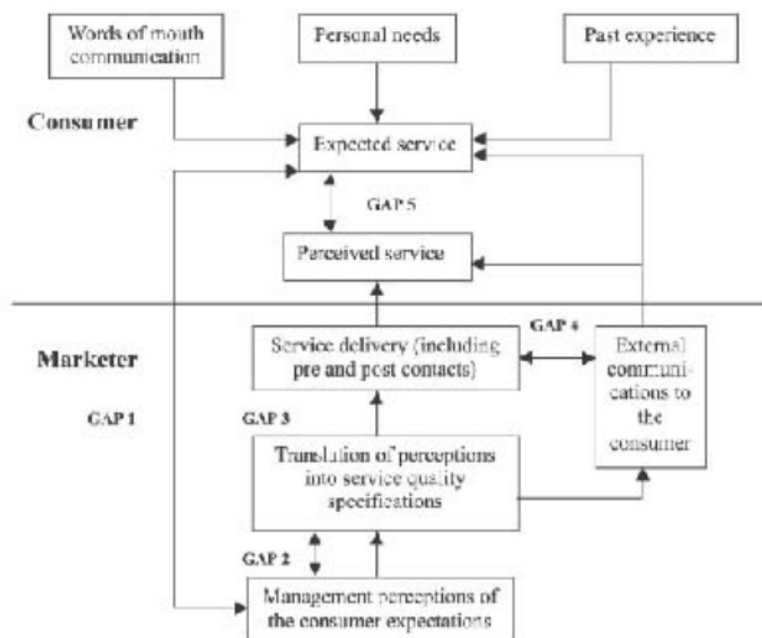 Words of mouth
communication
Personal needs
Past experience
Consumer
Expected service
GAP 5
Perceived service
GAP 4
Marketer
Service delivery (including
pre and post contacts)
External
communi-
cations to
the
consumer
GAP 1
GAP 3
Translation of perceptions
into service quality
specifications
GAP 2
Management perceptions of
the consumer expectations